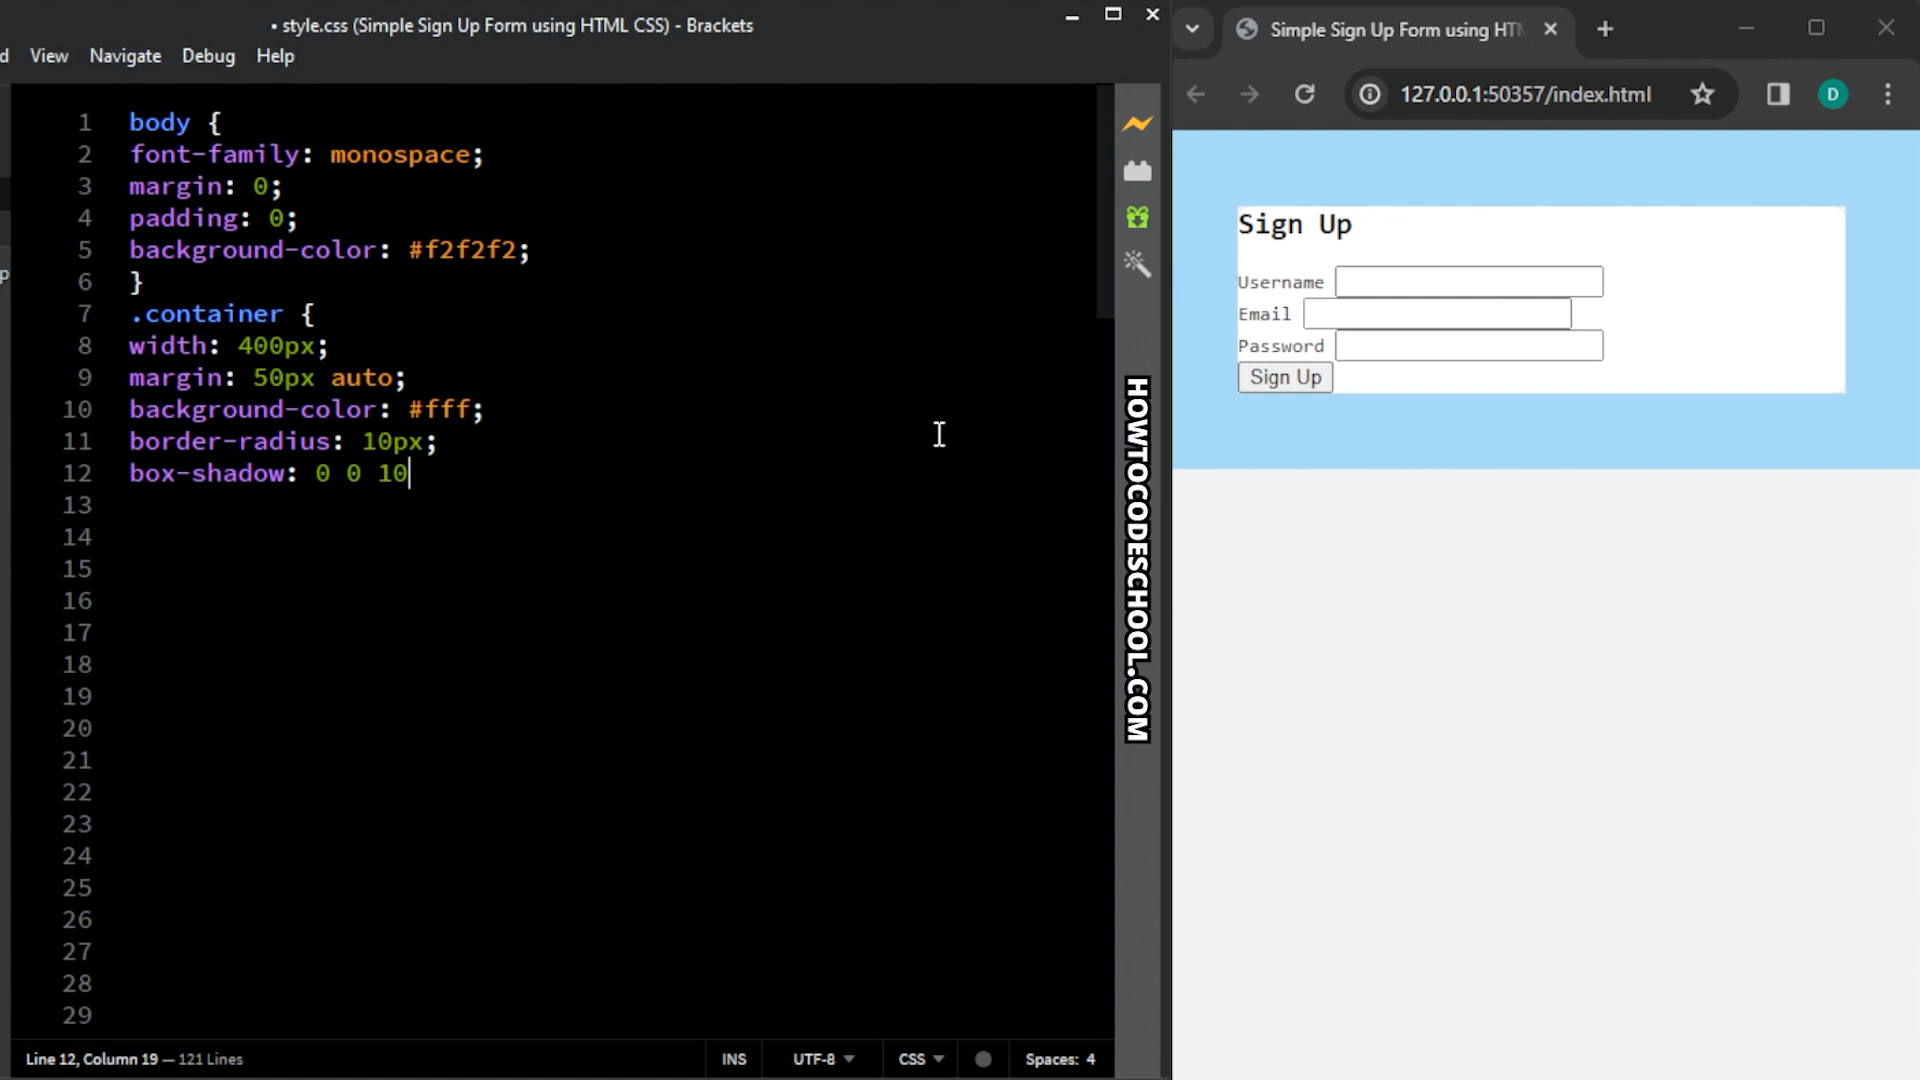 • style.css (Simple Sign Up Form using HTML CSS) - Brackets
d View Navigate Debug Help
1 body {
2 font-family: monospace;
3 margin: 0;
4 padding: 0;
5 background-color: #f2f2f2;
6 }
7 .container {
8 width: 400px;
9 margin: 50px auto;
10 background-color: #fff;
11 border-radius: 10px;
12 box-shadow: 0 0 10
13
14
15
16
17
18
19
20
21
22
23
24
25
26
27
28
29
p
Line 12, Column 19 — 121 Lines
INS UTF-8 CSS Spaces: 4
HOWTOCODESCHOOL.COM
Simple Sign Up Form using HTM
127.0.0.1:50357/index.html
D
Sign Up
Username
Email
Password
Sign Up